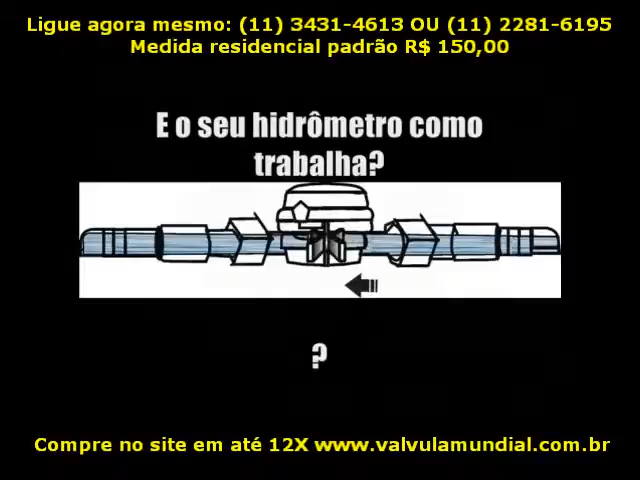 Ligue agora mesmo: (11) 3431-4613 OU (11) 2281-6195
Medida residencial padrão R$ 150,00
E o seu hidrômetro como
trabalha?
?
Compre no site em até 12X www.valvulamundial.com.br